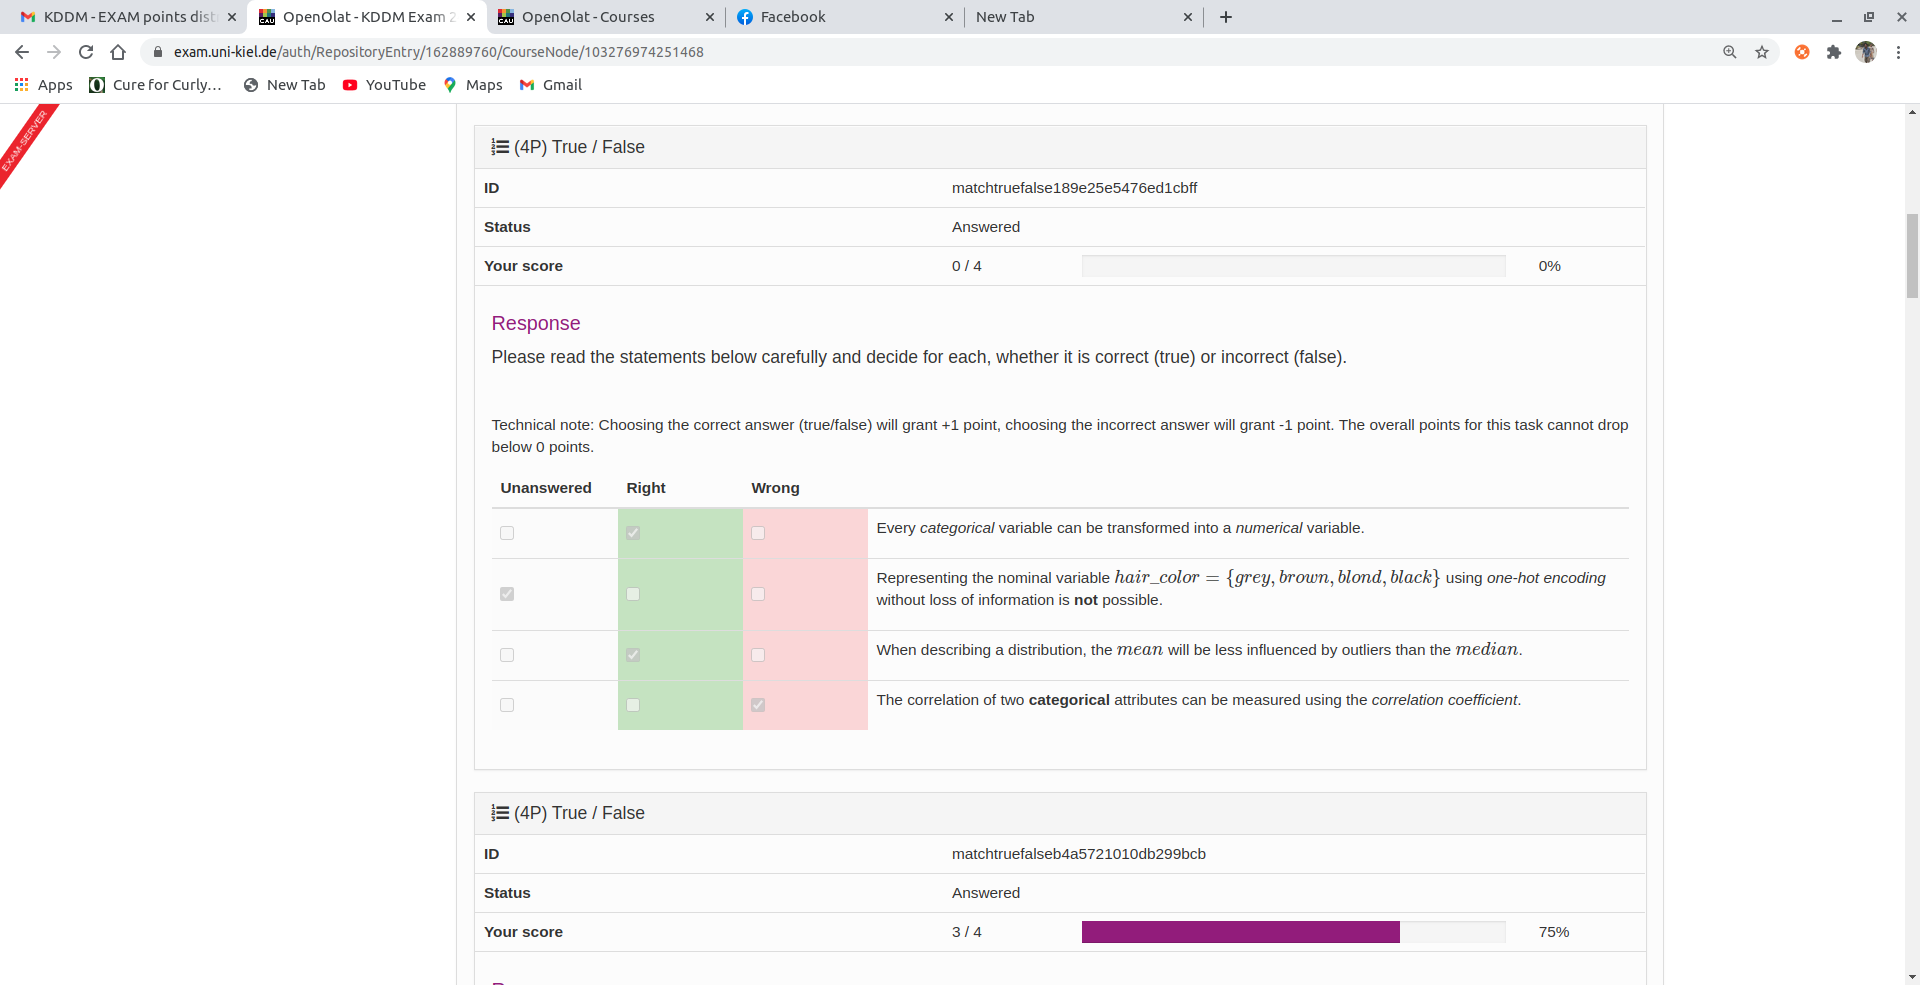 KDDM - EXAM points dist
OpenOlat - KDDM Exam 2
OpenOlat - Courses
Facebook
New Tab
exam.uni-kiel.de/auth/RepositoryEntry/162889760/CourseNode/103276974251468
Apps
Cure for Curly…
New Tab
YouTube
Maps
Gmail
EXAM-SERVER
(4P) True / False
ID matchtruefalse189e25e5476ed1cbff
Status Answered
Your score 0 / 4 0%
Response
Please read the statements below carefully and decide for each, whether it is correct (true) or incorrect (false).
Technical note: Choosing the correct answer (true/false) will grant +1 point, choosing the incorrect answer will grant -1 point. The overall points for this task cannot drop
below 0 points.
Unanswered Right Wrong
Every categorical variable can be transformed into a numerical variable.
Representing the nominal variable hair_color = {grey, brown, blond, black} using one-hot encoding
without loss of information is not possible.
When describing a distribution, the mean will be less influenced by outliers than the median.
The correlation of two categorical attributes can be measured using the correlation coefficient.
(4P) True / False
ID matchtruefalseb4a5721010db299bcb
Status Answered
Your score 3 / 4 75%